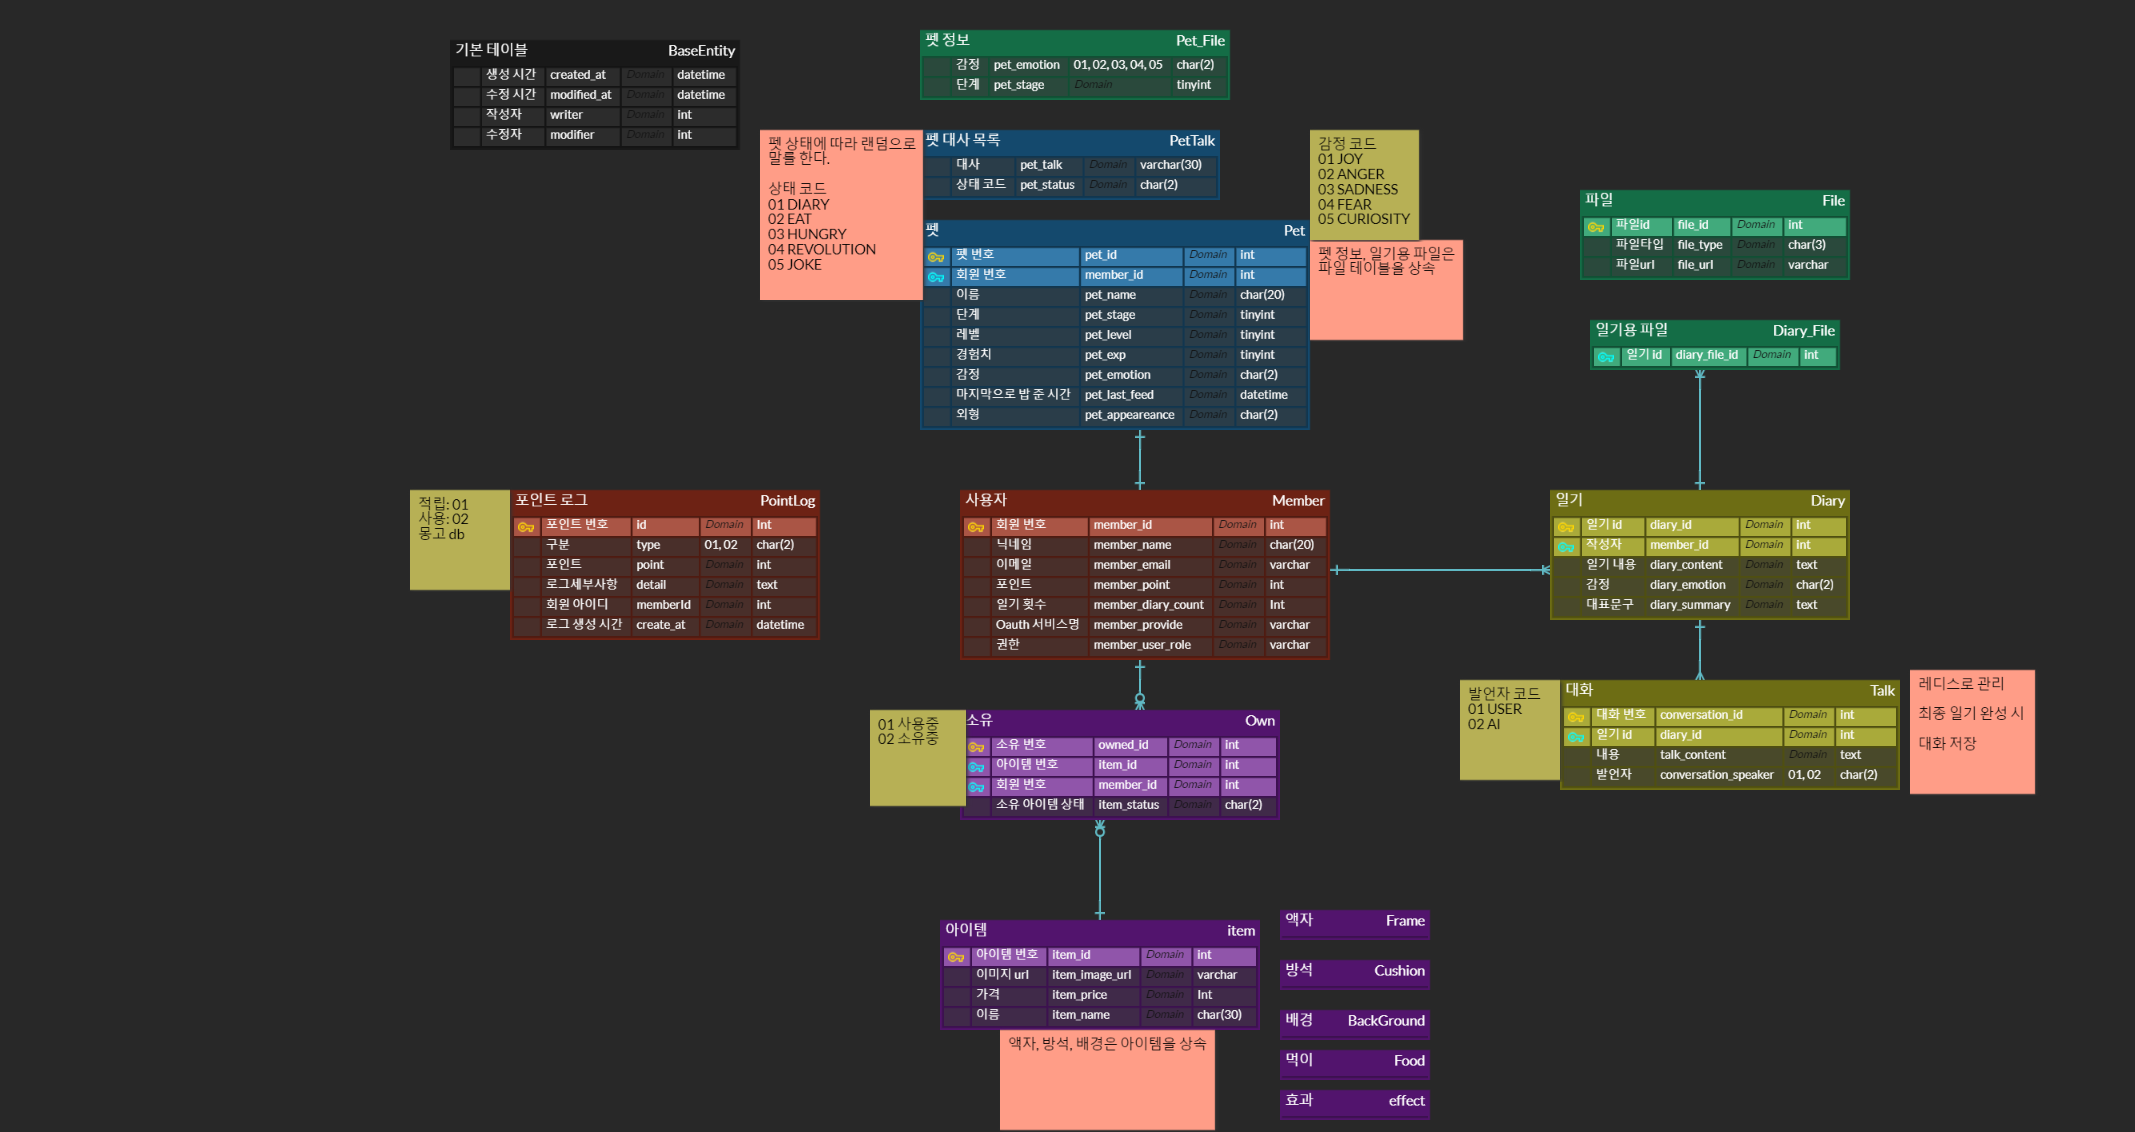 기본 테이블 BaseEntity
생성 시간 created_at Domain datetime
수정 시간 modified_at Domain datetime
작성자 writer Domain int
수정자 modifier Domain int
펫 정보 Pet_File
감정 pet_emotion 01, 02, 03, 04, 05 char(2)
단계 pet_stage Domain tinyint
펫 상태에 따라 랜덤으로
말를 한다.
상태 코드
01 DIARY
02 EAT
03 HUNGRY
04 REVOLUTION
05 JOKE
펫 대사 목록 PetTalk
대사 pet_talk Domain varchar(30)
상태 코드 pet_status Domain char(2)
감정 코드
01 JOY
02 ANGER
03 SADNESS
04 FEAR
05 CURIOSITY
펫 정보, 일기용 파일은
파일 테이블을 상속
펫 Pet
펫 번호 pet_id Domain int
회원 번호 member_id Domain int
이름 pet_name Domain char(20)
단계 pet_stage Domain tinyint
레벨 pet_level Domain tinyint
경험치 pet_exp Domain tinyint
감정 pet_emotion Domain char(2)
마지막으로 밥 준 시간 pet_last_feed Domain datetime
외형 pet_appeareance Domain char(2)
파일 File
파일id file_id Domain int
파일타입 file_type Domain char(3)
파일url file_url Domain varchar
일기용 파일 Diary_File
일기 id diary_file_id Domain int
적립: 01
사용: 02
몽고 db
포인트 로그 PointLog
포인트 번호 id Domain Int
구분 type 01, 02 char(2)
포인트 point Domain int
로그세부사항 detail Domain text
회원 아이디 memberId Domain int
로그 생성 시간 create_at Domain datetime
사용자 Member
회원 번호 member_id Domain int
닉네임 member_name Domain char(20)
이메일 member_email Domain varchar
포인트 member_point Domain int
일기 횟수 member_diary_count Domain Int
Oauth 서비스명 member_provide Domain varchar
권한 member_user_role Domain varchar
일기 Diary
일기 id diary_id Domain int
작성자 member_id Domain int
일기 내용 diary_content Domain text
감정 diary_emotion Domain char(2)
대표문구 diary_summary Domain text
발언자 코드
01 USER
02 AI
대화 Talk
대화 번호 conversation_id Domain int
일기 id diary_id Domain int
내용 talk_content Domain text
발언자 conversation_speaker 01, 02 char(2)
레디스로 관리
최종 일기 완성 시
대화 저장
01 사용중
02 소유중
소유 Own
소유 번호 owned_id Domain int
아이템 번호 item_id Domain int
회원 번호 member_id Domain int
소유 아이템 상태 item_status Domain char(2)
아이템 item
아이템 번호 item_id Domain int
이미지 url item_image_url Domain varchar
가격 item_price Domain Int
이름 item_name Domain char(30)
액자, 방석, 배경은 아이템을 상속
액자 Frame
방석 Cushion
배경 BackGround
먹이 Food
효과 effect